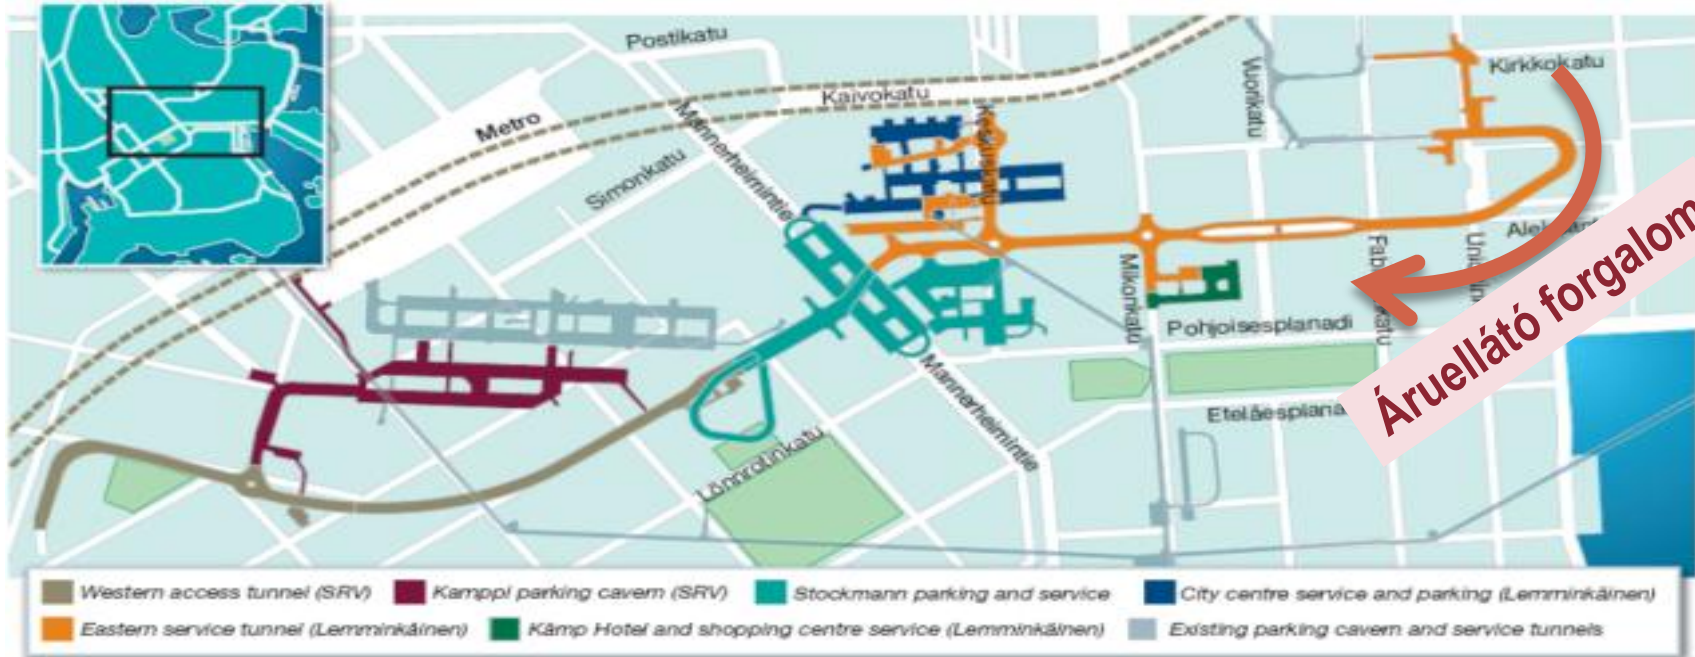 Postikatu
Kirkkokatu
Vuorikatu
Kaivokatu
Metro
Mannerheimintie
Keskuskatu
Simonkatu
Áruellátó forgalom
Mikonkatu
Pohjoisesplanadi
Mannerheimintie
Eteläesplana
Lönnrotinkatu
Western access tunnel (SRV)
Kamppi parking cavern (SRV)
Stockmann parking and service
City centre service and parking (Lemminkäinen)
Eastern service tunnel (Lemminkäinen)
Kämp Hotel and shopping centre service (Lemminkäinen)
Existing parking cavern and service tunnels